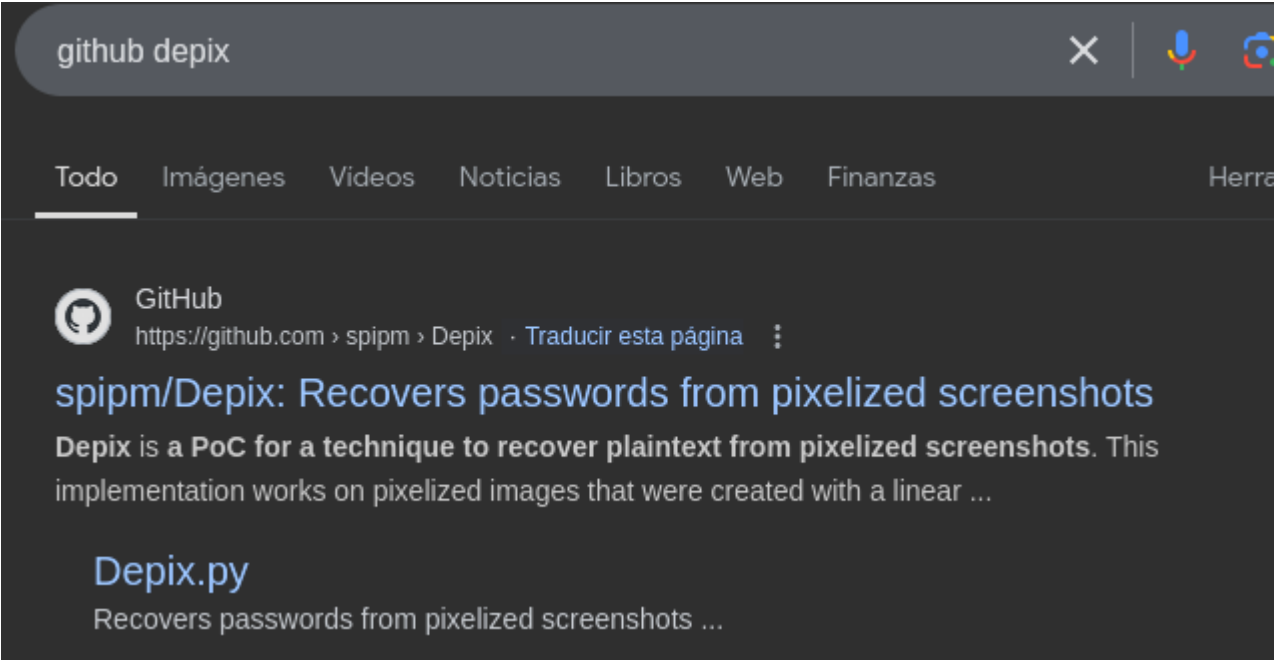 github depix
Todo Imágenes Vídeos Noticias Libros Web Finanzas Herra
GitHub
https://github.com › spipm › Depix · Traducir esta página
spipm/Depix: Recovers passwords from pixelized screenshots
Depix is a PoC for a technique to recover plaintext from pixelized screenshots. This
implementation works on pixelized images that were created with a linear ...
Depix.py
Recovers passwords from pixelized screenshots ...